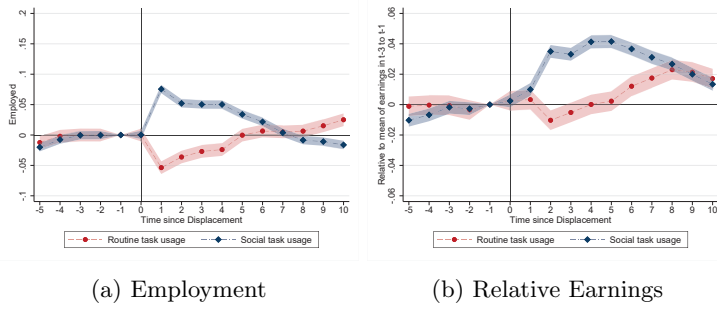 .2
.15
.1
.05
0
-.05
-.1
Employed
-5 -4 -3 -2 -1 0 1 2 3 4 5 6 7 8 9 10
Time since Displacement
Routine task usage Social task usage
(a) Employment
.06
.04
.02
0
-.02
-.04
-.06
Relative to mean of earnings in t-3 to t-1
-5 -4 -3 -2 -1 0 1 2 3 4 5 6 7 8 9 10
Time since Displacement
Routine task usage Social task usage
(b) Relative Earnings